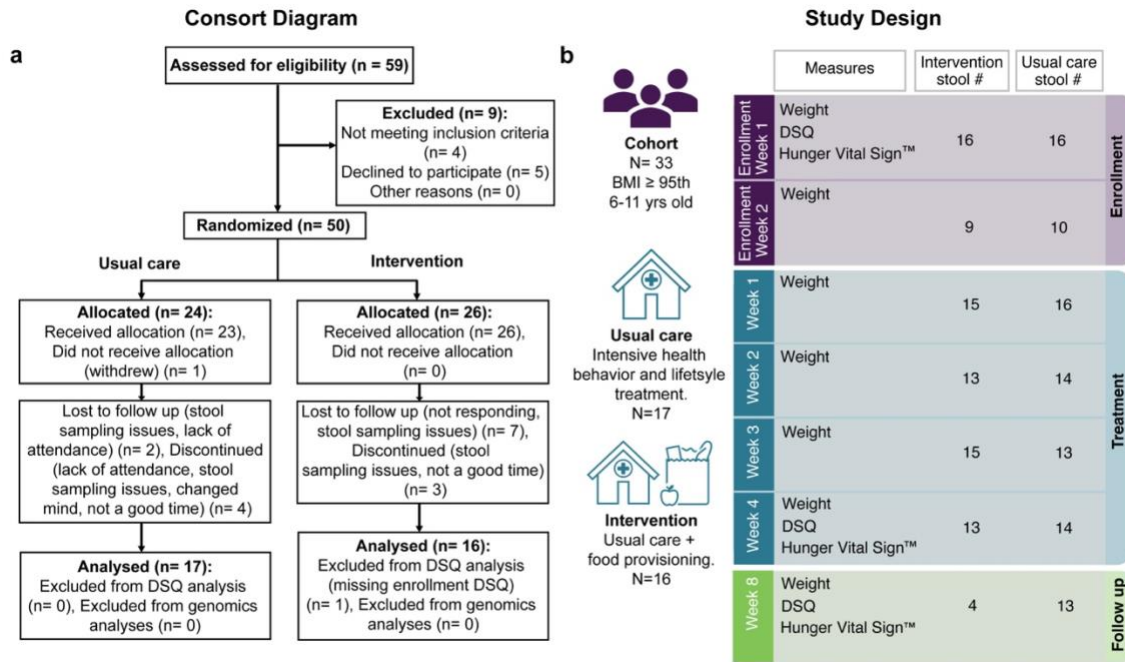 Consort Diagram
a
Assessed for eligibility (n = 59)
Excluded (n= 9):
Not meeting inclusion criteria
(n= 4)
Declined to participate (n= 5)
Other reasons (n= 0)
Randomized (n= 50)
Usual care
Intervention
Allocated (n= 24):
Received allocation (n= 23),
Did not receive allocation
(withdrew) (n= 1)
Allocated (n= 26):
Received allocation (n= 26),
Did not receive allocation
(n= 0)
Lost to follow up (stool
sampling issues, lack of
attendance) (n= 2), Discontinued
(lack of attendance, stool
sampling issues, changed
mind, not a good time) (n= 4)
Lost to follow up (not responding,
stool sampling issues) (n= 7),
Discontinued (stool
sampling issues, not a good time)
(n= 3)
Analysed (n= 17):
Excluded from DSQ analysis
(n= 0), Excluded from genomics
analyses (n= 0)
Analysed (n= 16):
Excluded from DSQ analysis
(missing enrollment DSQ)
(n= 1), Excluded from genomics
analyses (n= 0)
Study Design
b
Cohort
N= 33
BMI ≥ 95th
6-11 yrs old
Usual care
Intensive health
behavior and lifetsyle
treatment.
N=17
Intervention
Usual care +
food provisioning.
N=16
Measures
Intervention
stool #
Usual care
stool #
Enrollment
Week 1
Weight
DSQ
Hunger Vital Sign™
16
16
Enrollment
Week 2
Weight
9
10
Enrollment
Week 1
Weight
15
16
Week 2
Weight
13
14
Week 3
Weight
15
13
Week 4
Weight
DSQ
Hunger Vital Sign™
13
14
Treatment
Week 8
Weight
DSQ
Hunger Vital Sign™
4
13
Follow up